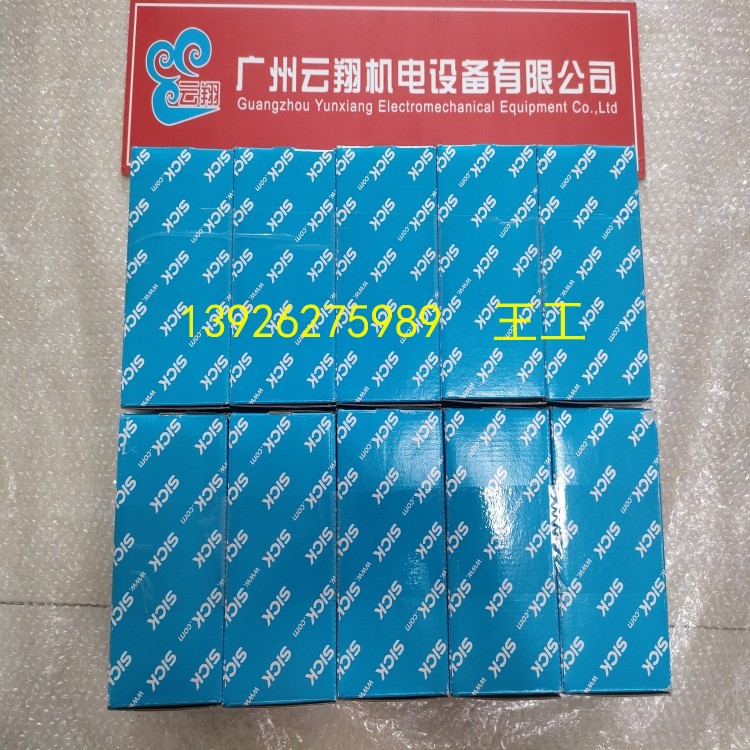 云翔
广州云翔机电设备有限公司
Guangzhou Yunxiang Electromechanical Equipment Co.,Ltd
SICK
www.SICK.com
13926275989 王工